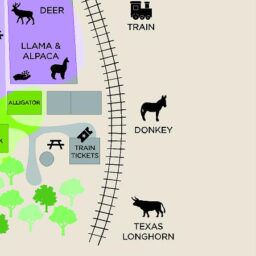 DEER
TRAIN
LLAMA &
ALPACA
ALLIGATOR
DONKEY
TRAIN
TICKETS
TEXAS
LONGHORN